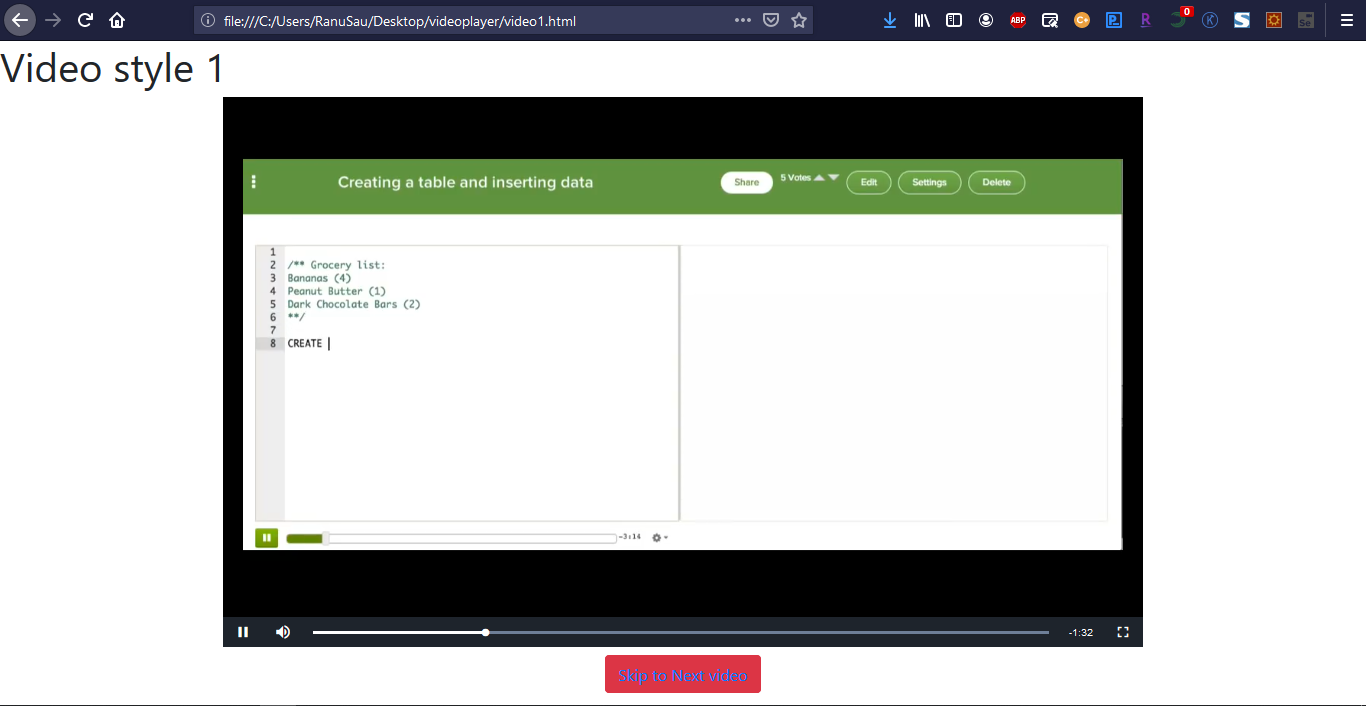 file:///C:/Users/RanuSau/Desktop/videoplayer/video1.html
ABP
C+
P
R
0
K
S
Se
Video style 1
Creating a table and inserting data
Share
5 Votes
Edit
Settings
Delete
1
2 /** Grocery list:
3 Bananas (4)
4 Peanut Butter (1)
5 Dark Chocolate Bars (2)
6 **/
7
8 CREATE
-3:14
-1:32
Skip to Next video